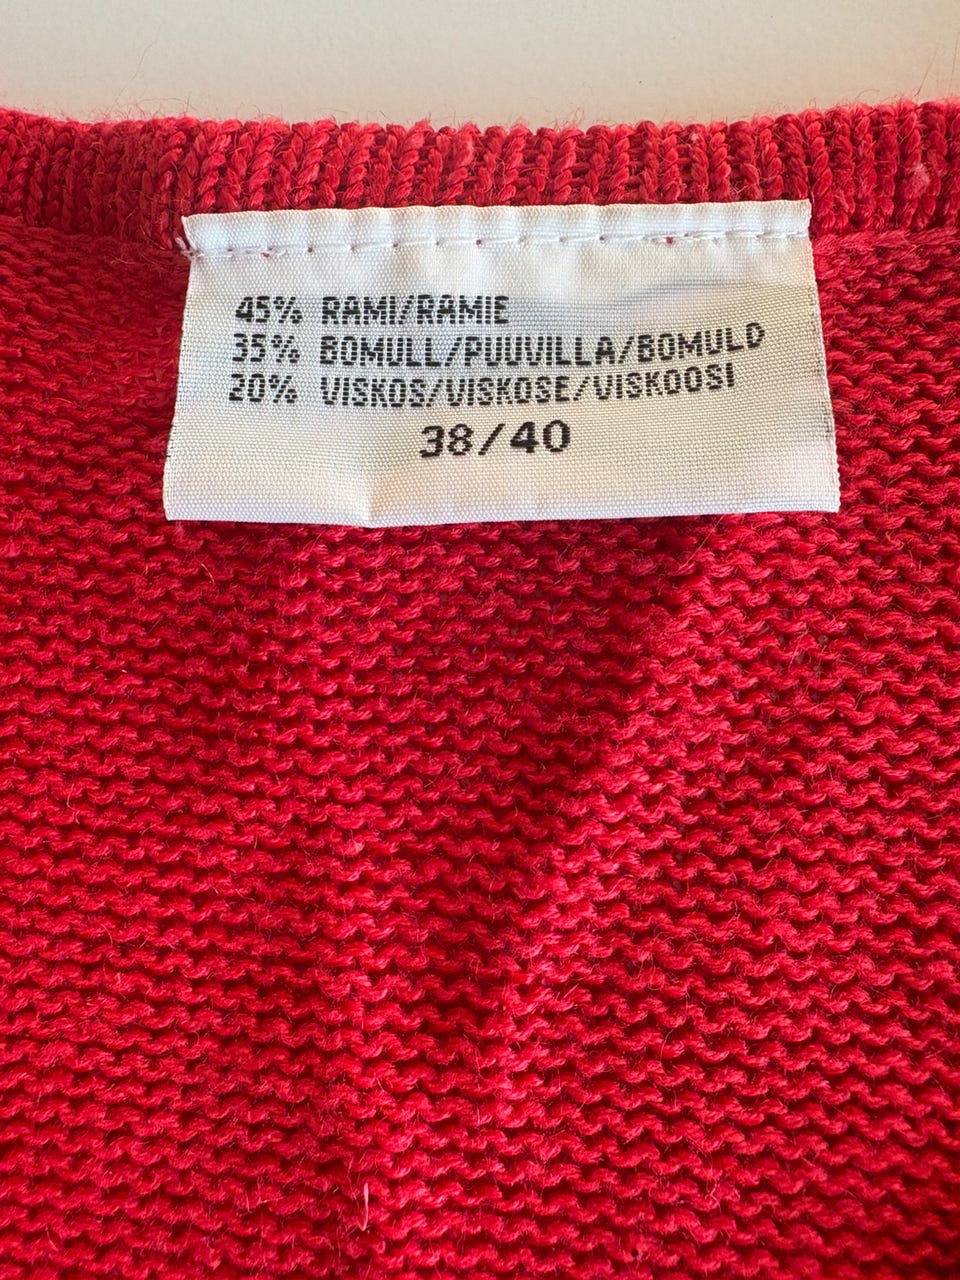 45% RAMI/RAMIE
35% BOMULL/PUUVILLA/BOMULD
20% VISKOS/VISKOSE/VISKOOSI
38/40